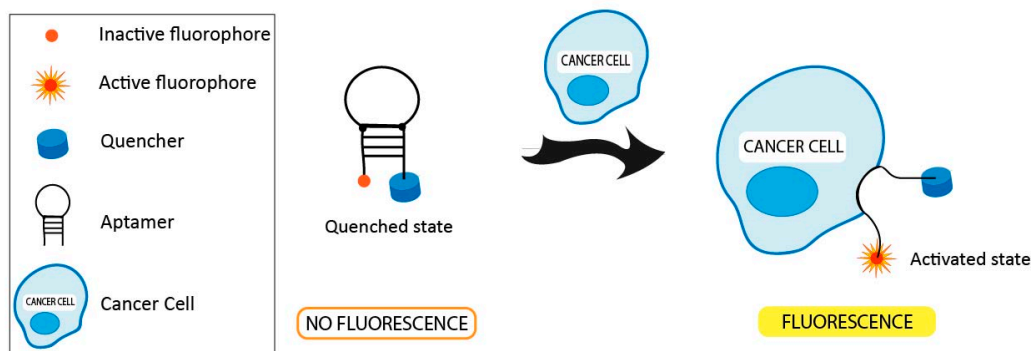 Inactive fluorophore
Active fluorophore
Quencher
Aptamer
CANCER CELL
Cancer Cell
Quenched state
NO FLUORESCENCE
CANCER CELL
CANCER CELL
Activated state
FLUORESCENCE